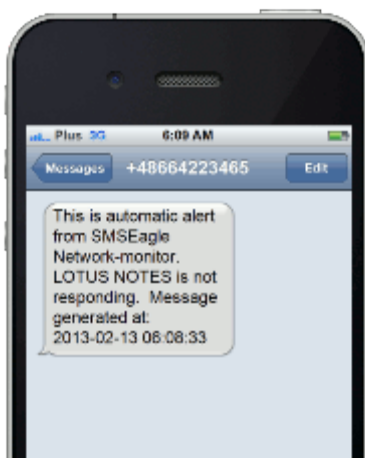 Plus 3G 6:09 AM
Messages +48664223465 Edit
This is automatic alert
from SMSEagle
Network-monitor.
LOTUS NOTES is not
responding. Message
generated at:
2013-02-13 06:08:33